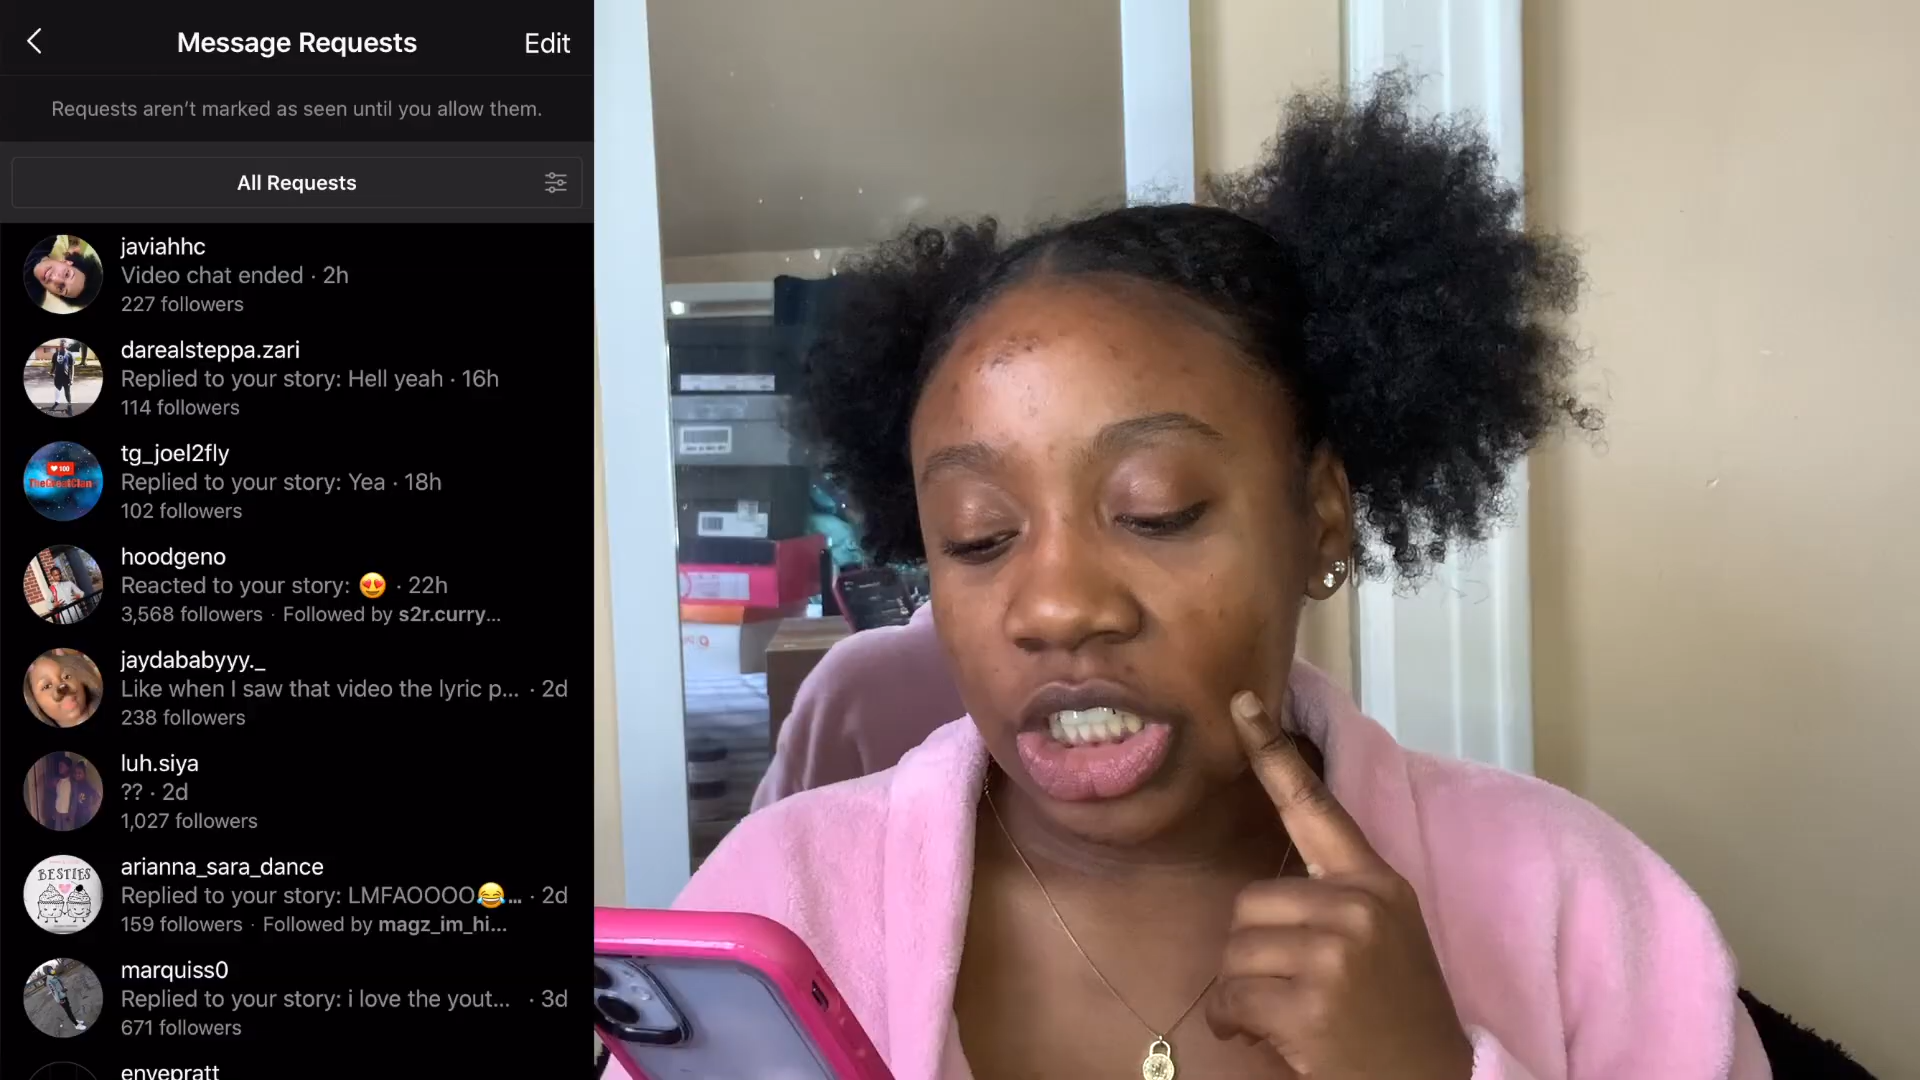 Message Requests
Edit
Requests aren’t marked as seen until you allow them.
All Requests
javiahhc
Video chat ended · 2h
227 followers
darealsteppa.zari
Replied to your story: Hell yeah · 16h
114 followers
100
TheGreatClan
tg_joel2fly
Replied to your story: Yea · 18h
102 followers
hoodgeno
Reacted to your story: 😍 · 22h
3,568 followers · Followed by s2r.curry...
jaydababyyy._
Like when I saw that video the lyric p... · 2d
238 followers
luh.siya
?? · 2d
1,027 followers
BESTIES
arianna_sara_dance
Replied to your story: LMFAOOOO😂... · 2d
159 followers · Followed by magz_im_hi...
marquiss0
Replied to your story: i love the yout... · 3d
671 followers
envepratt